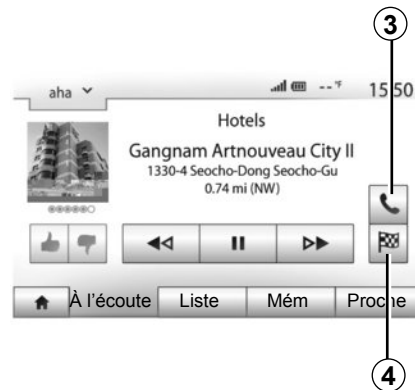 3
aha
--°F
15:50
Hotels
Gangnam Artnouveau City II
1330-4 Seocho-Dong Seocho-Gu
0.74 mi (NW)
À l'écoute Liste Mém Proche
4